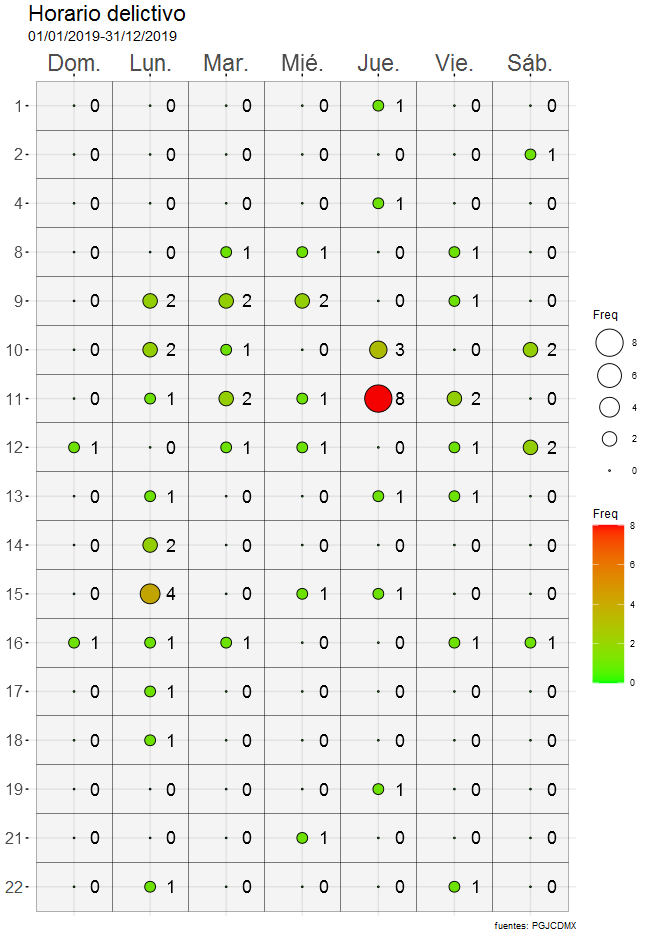 Horario delictivo
01/01/2019-31/12/2019
Dom. Lun. Mar. Mié. Jue. Vie. Sáb.
1 0 0 0 0 1 0 0
2 0 0 0 0 0 0 1
4 0 0 0 0 1 0 0
8 0 0 1 1 0 1 0
9 0 2 2 2 0 1 0
10 0 2 1 0 3 0 2
11 0 1 2 1 8 2 0
12 1 0 1 1 0 1 2
13 0 1 0 0 1 1 0
14 0 2 0 0 0 0 0
15 0 4 0 1 1 0 0
16 1 1 1 0 0 1 1
17 0 1 0 0 0 0 0
18 0 1 0 0 0 0 0
19 0 0 0 0 1 0 0
21 0 0 0 1 0 0 0
22 0 1 0 0 0 1 0
Freq
8
6
4
2
0
Freq
8
6
4
2
0
fuentes: PGJCDMX